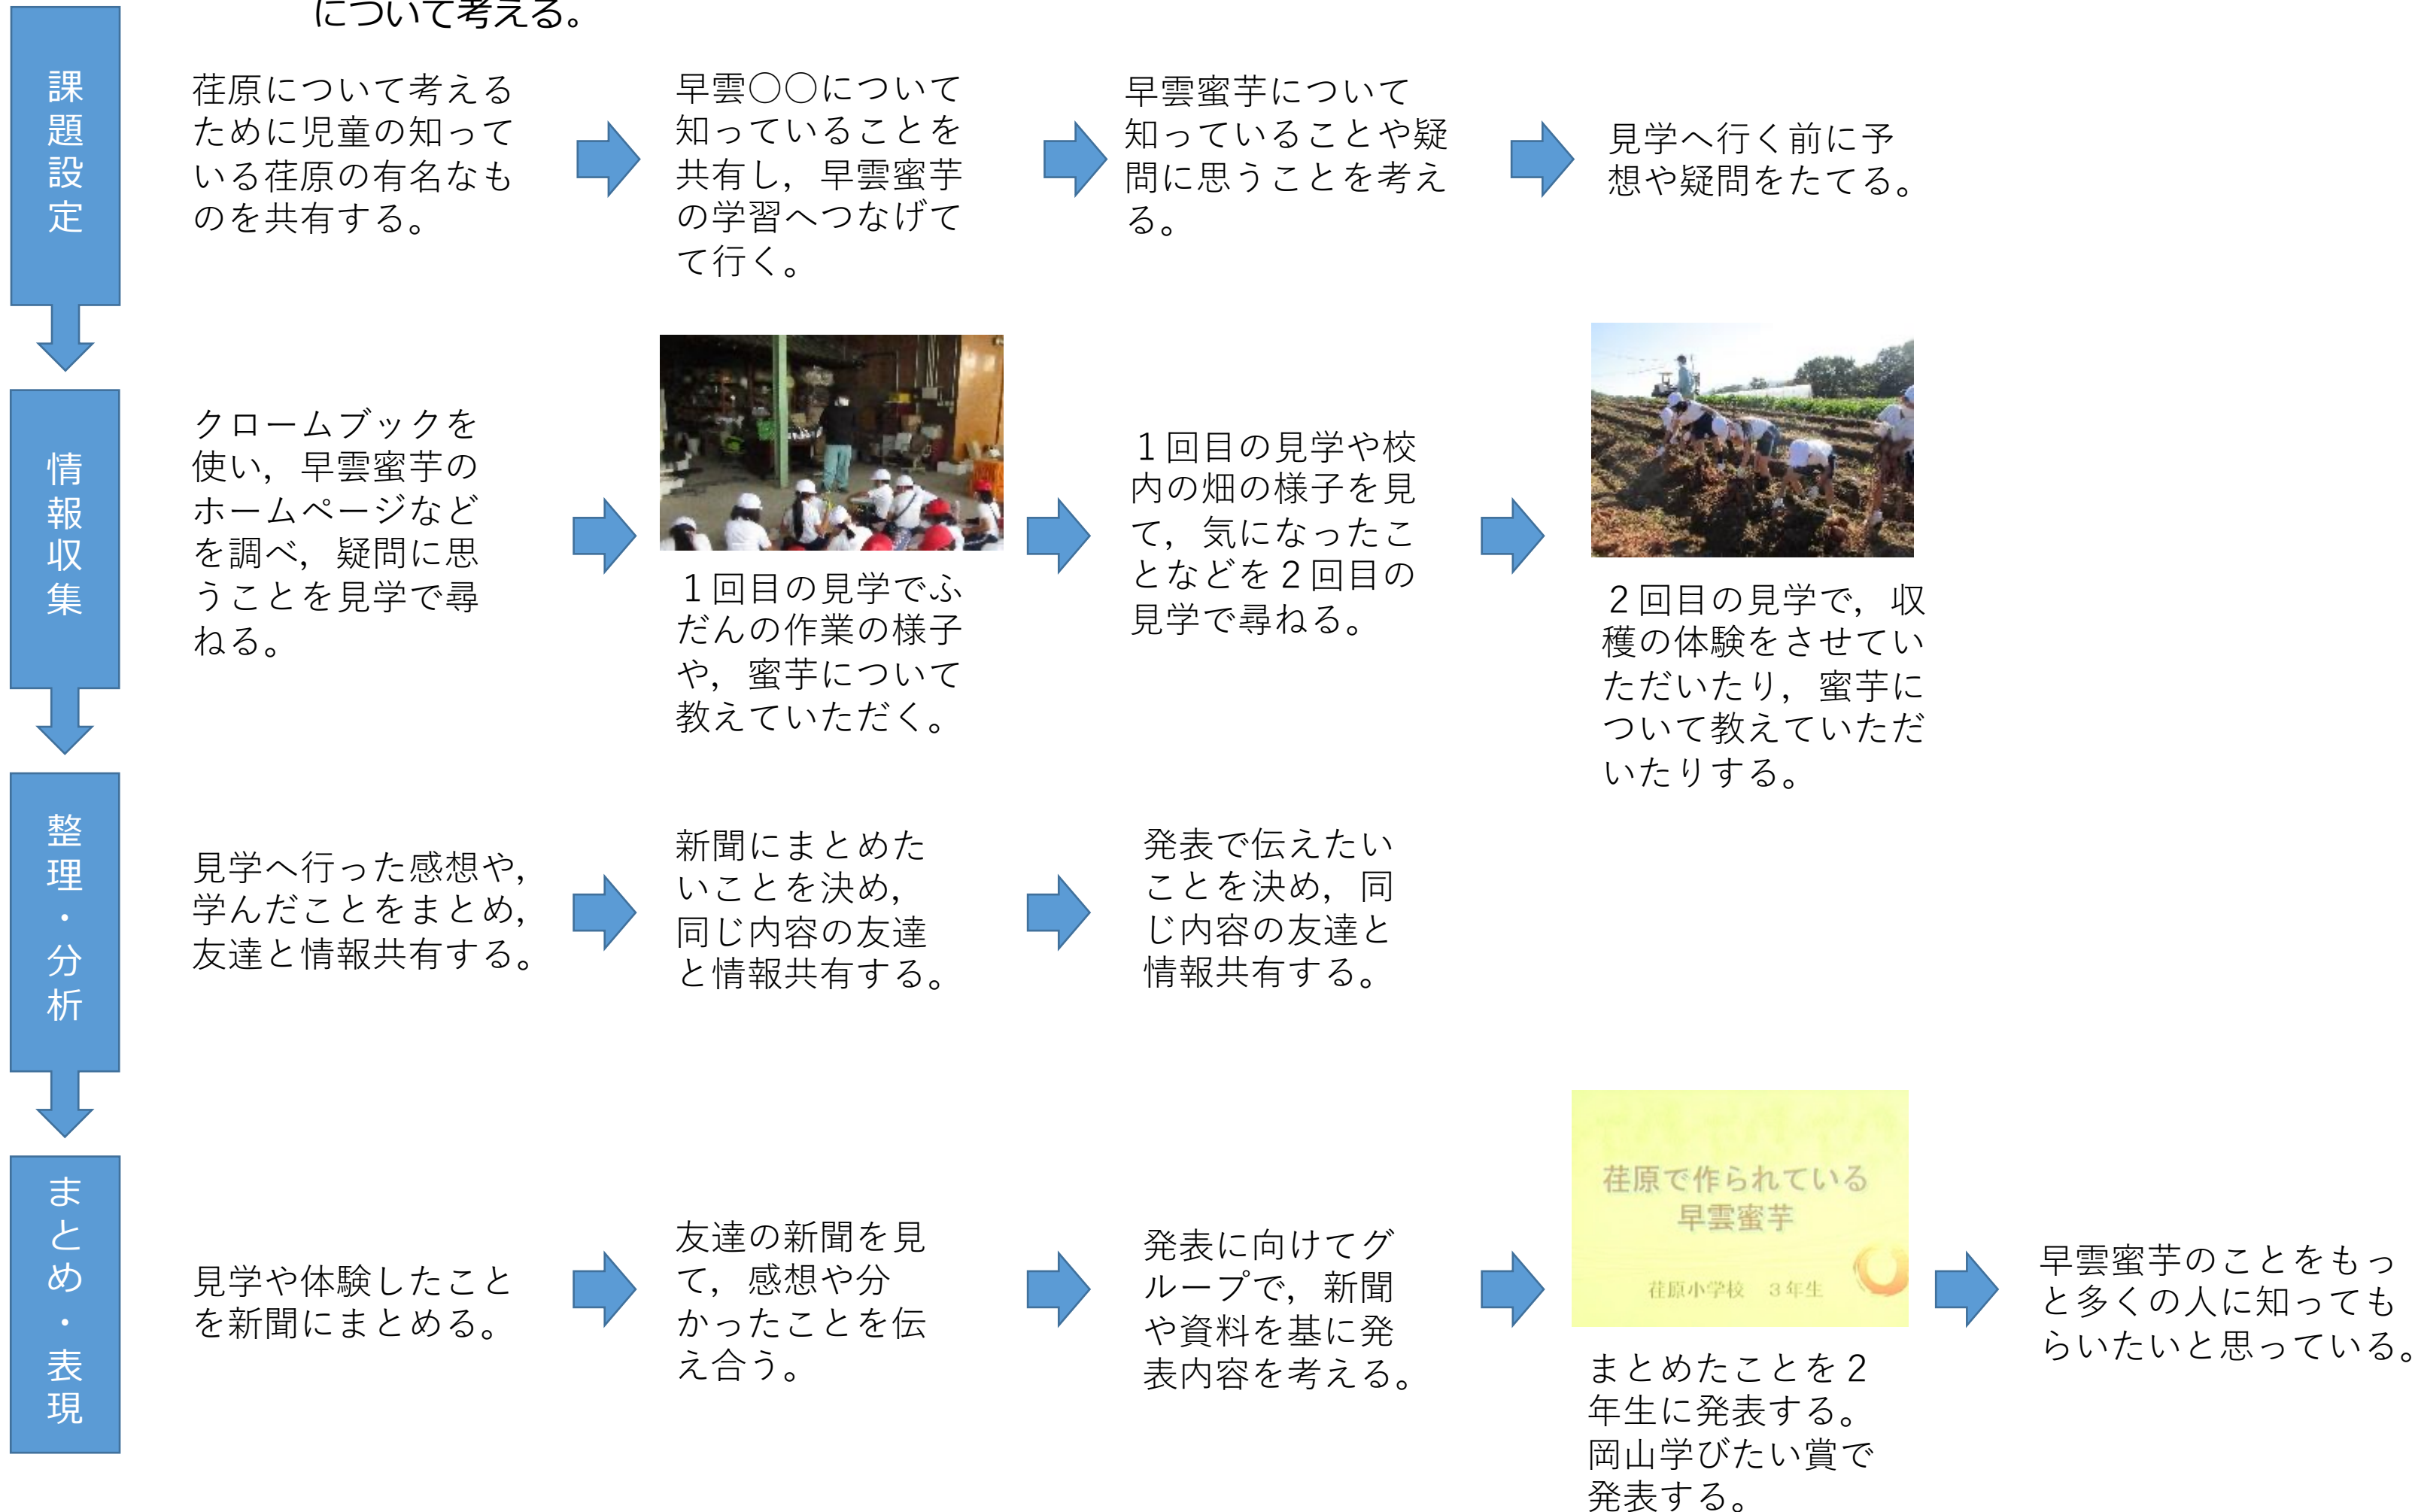 について考える。
課題設定
荏原について考える
ために児童の知って
いる荏原の有名なも
のを共有する。
早雲○○について
知っていることを
共有し，早雲蜜芋
の学習へつなげて
て行く。
早雲蜜芋について
知っていることや疑
問に思うことを考え
る。
見学へ行く前に予
想や疑問をたてる。
情報収集
クロームブックを
使い，早雲蜜芋の
ホームページなど
を調べ，疑問に思
うことを見学で尋
ねる。
１回目の見学でふ
だんの作業の様子
や，蜜芋について
教えていただく。
１回目の見学や校
内の畑の様子を見
て，気になったこ
となどを２回目の
見学で尋ねる。
２回目の見学で，収
穫の体験をさせてい
ただいたり，蜜芋に
ついて教えていただ
いたりする。
整理・分析
見学へ行った感想や，
学んだことをまとめ，
友達と情報共有する。
新聞にまとめた
いことを決め，
同じ内容の友達
と情報共有する。
発表で伝えたい
ことを決め，同
じ内容の友達と
情報共有する。
まとめ・表現
見学や体験したこと
を新聞にまとめる。
友達の新聞を見
て，感想や分
かったことを伝
え合う。
発表に向けてグ
ループで，新聞
や資料を基に発
表内容を考える。
荏原で作られている
早雲蜜芋
荏原小学校　３年生
まとめたことを２
年生に発表する。
岡山学びたい賞で
発表する。
早雲蜜芋のことをもっ
と多くの人に知っても
らいたいと思っている。